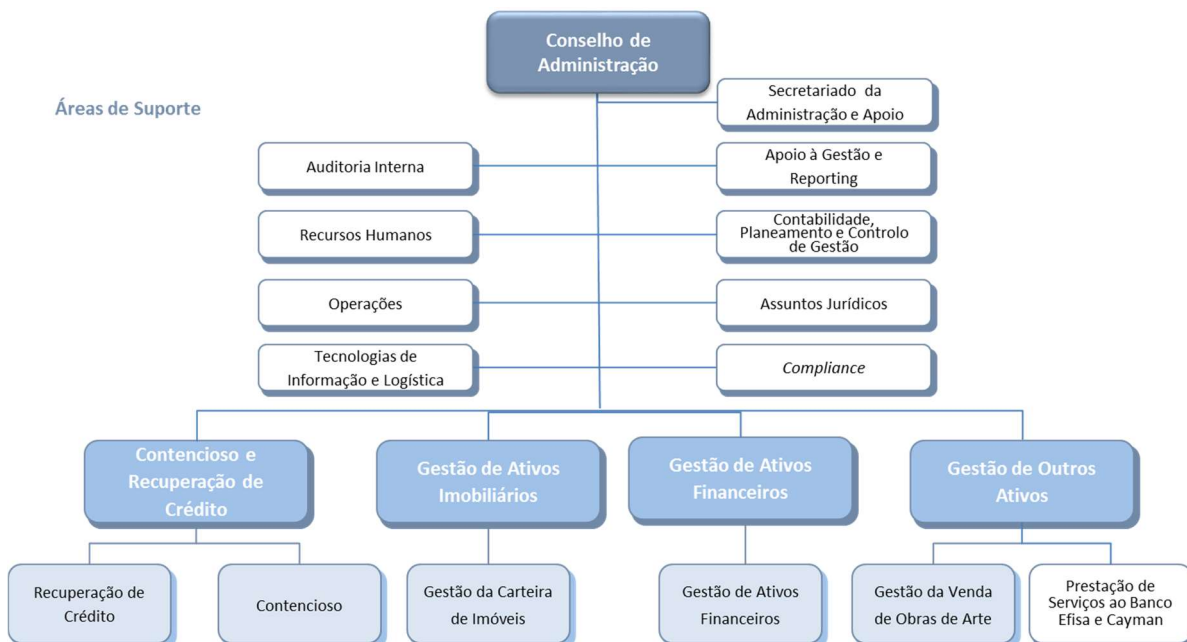 Conselho de
Administração
Áreas de Suporte
Secretariado da
Administração e Apoio
Auditoria Interna
Apoio à Gestão e
Reporting
Recursos Humanos
Contabilidade,
Planeamento e Controlo
de Gestão
Operações
Assuntos Jurídicos
Tecnologias de
Informação e Logística
Compliance
Contencioso e
Recuperação de
Crédito
Gestão de Ativos
Imobiliários
Gestão de Ativos
Financeiros
Gestão de Outros
Ativos
Recuperação de
Crédito
Contencioso
Gestão da Carteira
de Imóveis
Gestão de Ativos
Financeiros
Gestão da Venda
de Obras de Arte
Prestação de
Serviços ao Banco
Efisa e Cayman